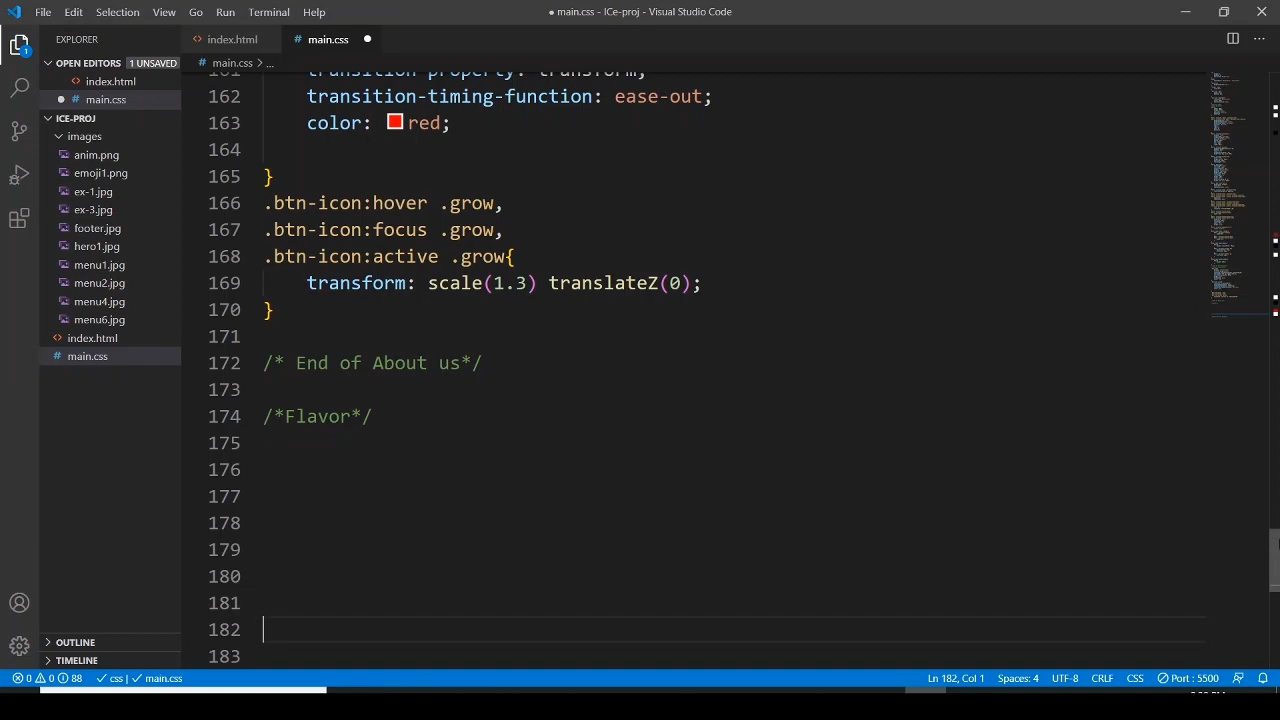 File Edit Selection View Go Run Terminal Help
● main.css - ICe-proj - Visual Studio Code
EXPLORER
<> index.html
# main.css ●
OPEN EDITORS 1 UNSAVED
<> index.html
● # main.css
ICE-PROJ
images
anim.png
emoji1.png
ex-1.jpg
ex-3.jpg
footer.jpg
hero1.jpg
menu1.jpg
menu2.jpg
menu4.jpg
menu6.jpg
<> index.html
# main.css
OUTLINE
TIMELINE
1
# main.css > ...
161 transition-property: transform;
162 transition-timing-function: ease-out;
163 color: red;
164
165 }
166 .btn-icon:hover .grow,
167 .btn-icon:focus .grow,
168 .btn-icon:active .grow{
169 transform: scale(1.3) translateZ(0);
170 }
171
172 /* End of About us*/
173
174 /*Flavor*/
175
176
177
178
179
180
181
182
183
0 0 88 css | main.css
Ln 182, Col 1 Spaces: 4 UTF-8 CRLF CSS Port : 5500